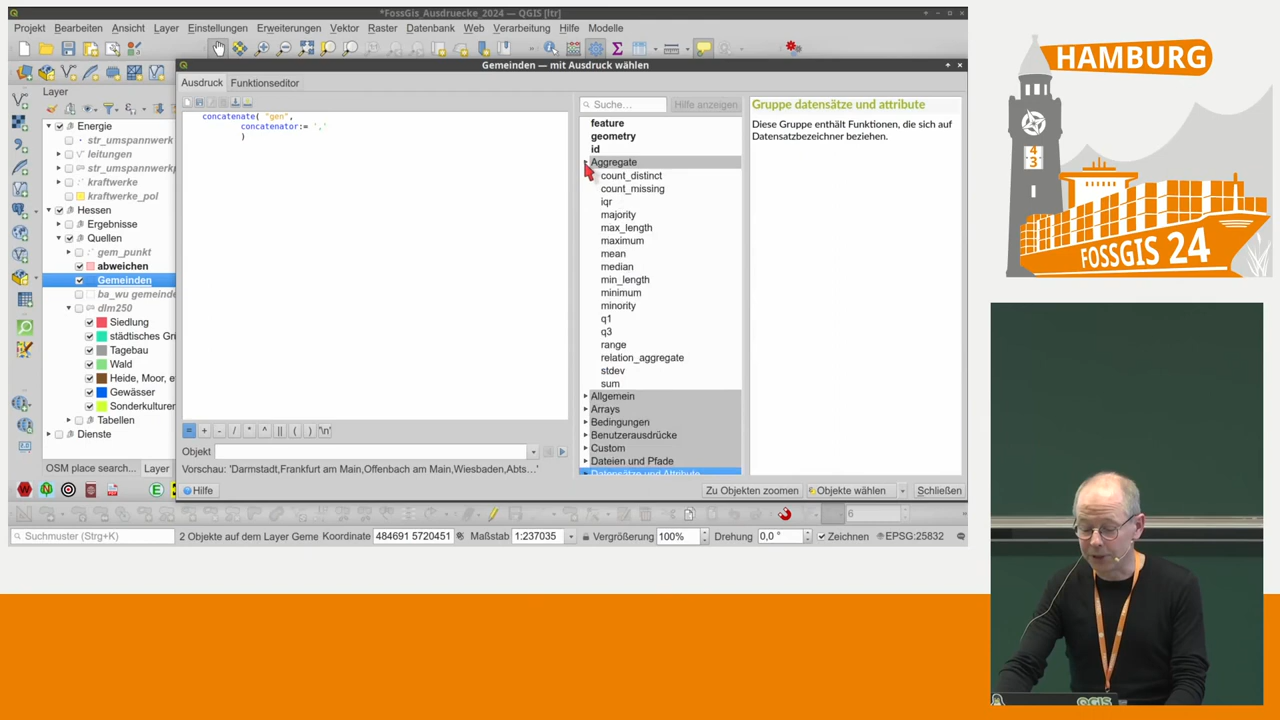 *FossGis_Ausdruecke_2024 — QGIS [ltr]
Projekt Bearbeiten Ansicht Layer Einstellungen Erweiterungen Vektor Raster Datenbank Web Verarbeitung Hilfe Modelle
Gemeinden — mit Ausdruck wählen
Ausdruck Funktionseditor
Layer
Energie
str_umspannwerk
leitungen
str_umspannwerk
kraftwerke
kraftwerke_pol
Hessen
Ergebnisse
Quellen
gem_punkt
abweichen
Gemeinden
ba_wu gemeinde
dlm250
Siedlung
städtisches Gr
Tagebau
Wald
Heide, Moor, e
Gewässer
Sonderkulturen
Tabellen
Dienste
OSM place search... Layer
concatenate( "gen",
concatenator:= ','
)
= + - / * ^ || ( ) '\n'
Objekt
Vorschau: 'Darmstadt,Frankfurt am Main,Offenbach am Main,Wiesbaden,Abts...'
Hilfe
Suche... Hilfe anzeigen
feature
geometry
id
Aggregate
count_distinct
count_missing
iqr
majority
max_length
maximum
mean
median
min_length
minimum
minority
q1
q3
range
relation_aggregate
stdev
sum
Allgemein
Arrays
Bedingungen
Benutzerausdrücke
Custom
Dateien und Pfade
Datensätze und Attribute
Gruppe datensätze und attribute
Diese Gruppe enthält Funktionen, die sich auf
Datensatzbezeichner beziehen.
Zu Objekten zoomen Objekte wählen Schließen
6
Suchmuster (Strg+K) 2 Objekte auf dem Layer Geme Koordinate 484691 5720451 Maßstab 1:237035 Vergrößerung 100% Drehung 0,0 ° Zeichnen EPSG:25832
HAMBURG
4
3
FOSSGIS 24
QGIS